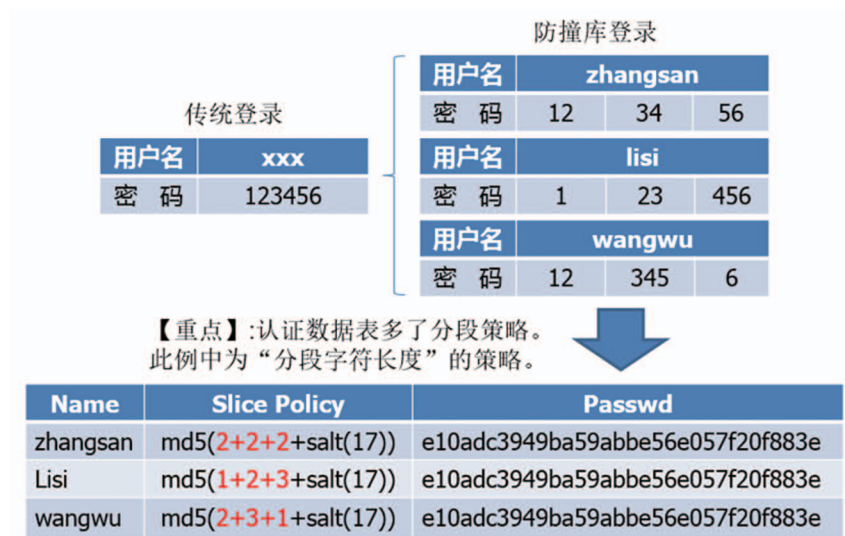 防撞库登录
用户名 zhangsan
密 码 12 34 56
传统登录
用户名 xxx
密 码 123456
用户名 lisi
密 码 1 23 456
用户名 wangwu
密 码 12 345 6
【重点】:认证数据表多了分段策略。
此例中为“分段字符长度”的策略。
Name Slice Policy Passwd
zhangsan md5(2+2+2+salt(17)) e10adc3949ba59abbe56e057f20f883e
Lisi md5(1+2+3+salt(17)) e10adc3949ba59abbe56e057f20f883e
wangwu md5(2+3+1+salt(17)) e10adc3949ba59abbe56e057f20f883e